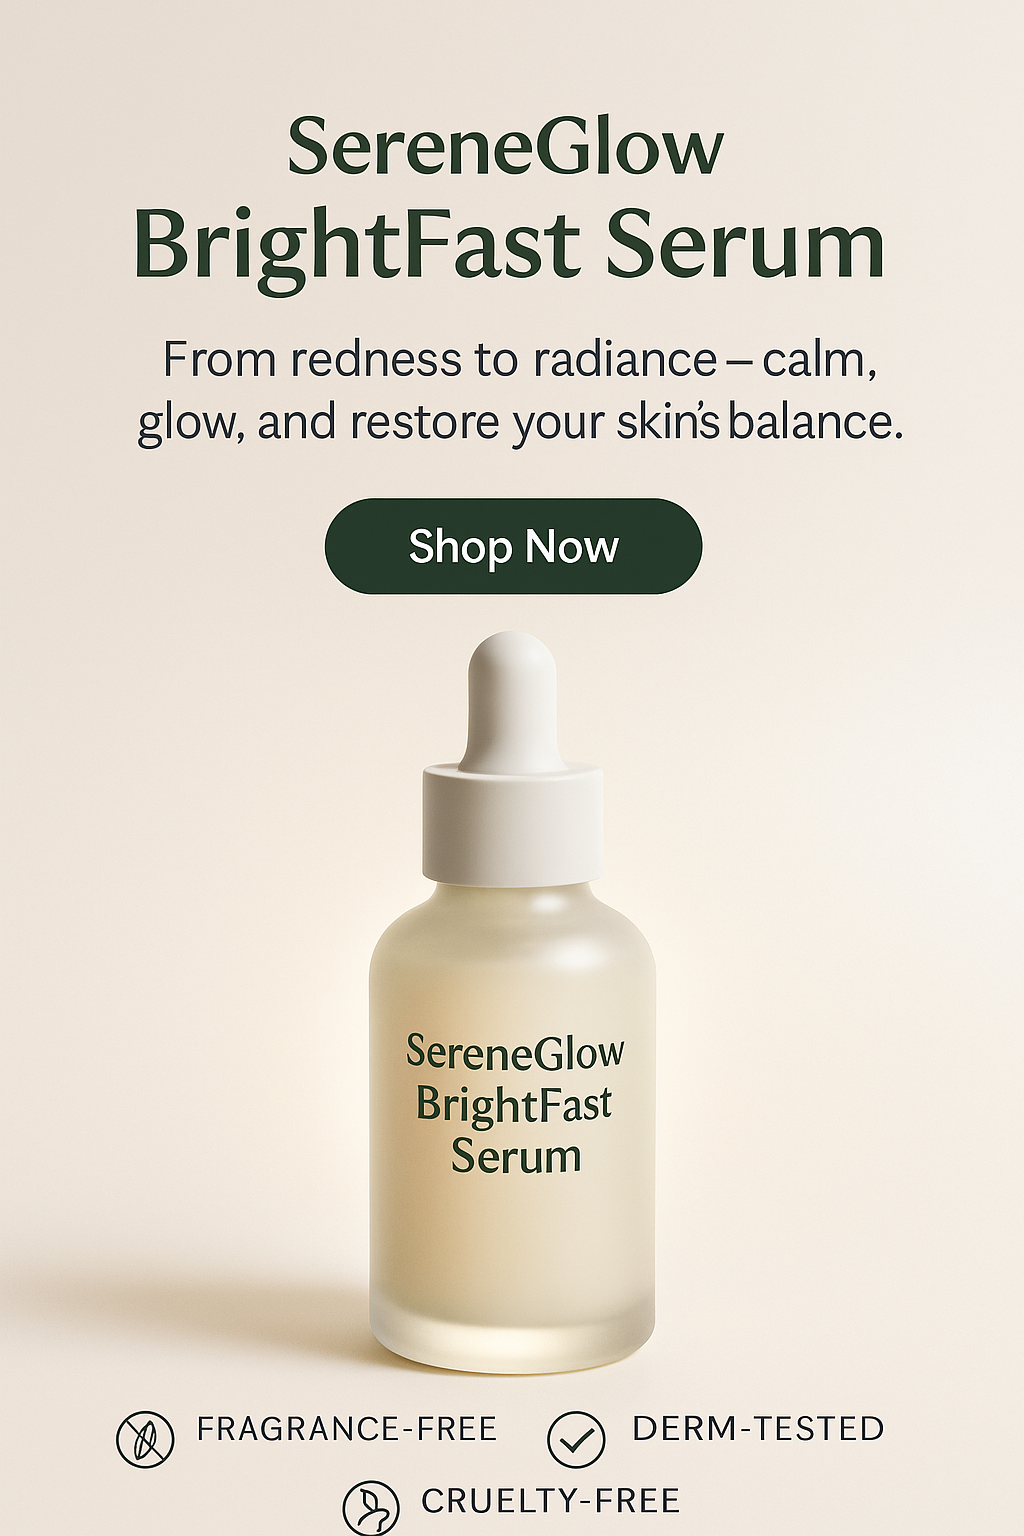 SereneGlow
BrightFast Serum
From redness to radiance – calm,
glow, and restore your skin’s balance.
Shop Now
SereneGlow
BrightFast
Serum
FRAGRANCE-FREE
DERM-TESTED
CRUELTY-FREE